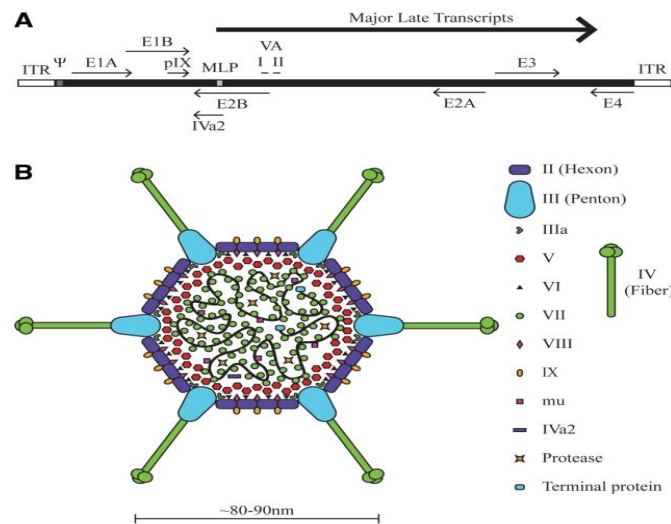 A
Major Late Transcripts
E1B
VA
ITR Ψ E1A pIX MLP I II E3 ITR
E2B E2A E4
IVa2
B
II (Hexon)
III (Penton)
IIIa
V
VI
VII
VIII
IX
mu
IVa2
Protease
Terminal protein
IV
(Fiber)
~80-90nm